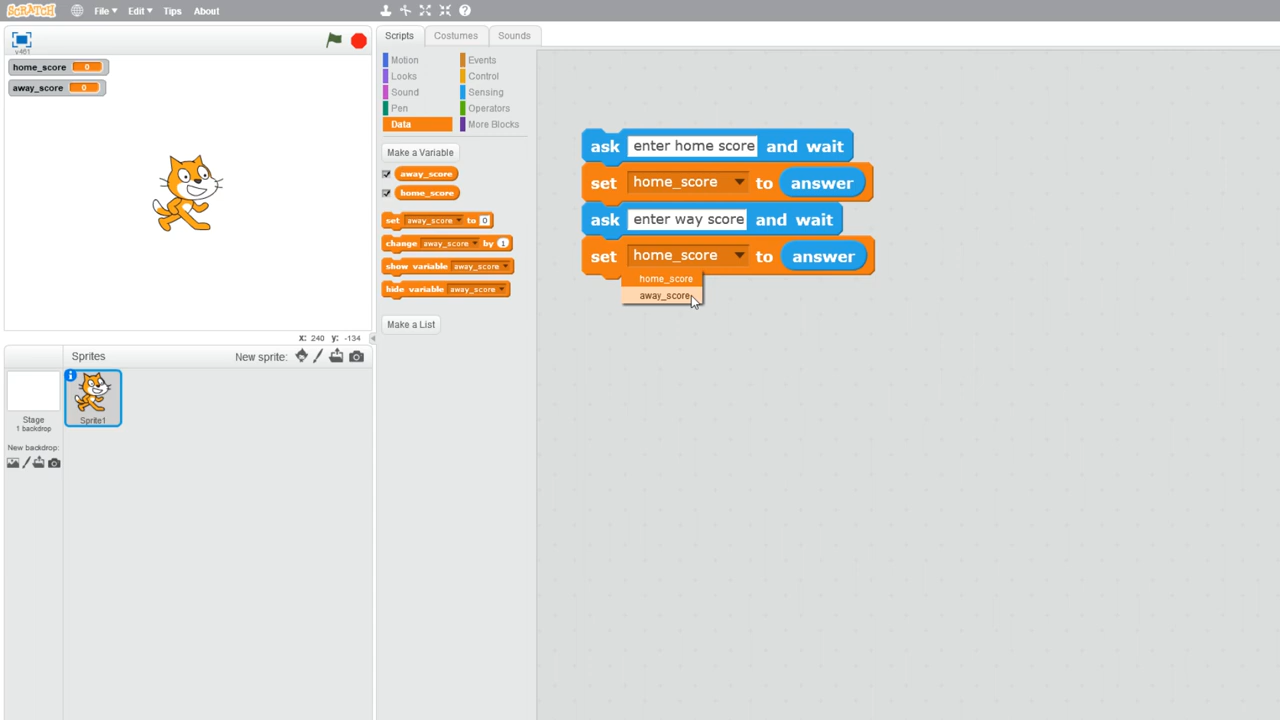 SCRATCH File Edit Tips About
v461
home_score 0
away_score 0
x: 240 y: -134
Sprites New sprite:
Stage
1 backdrop
New backdrop:
Sprite1
Scripts Costumes Sounds
Motion Events
Looks Control
Sound Sensing
Pen Operators
Data More Blocks
Make a Variable
away_score
home_score
set away_score to 0
change away_score by 1
show variable away_score
hide variable away_score
Make a List
ask enter home score and wait
set home_score to answer
ask enter way score and wait
set home_score to answer
home_score
away_score